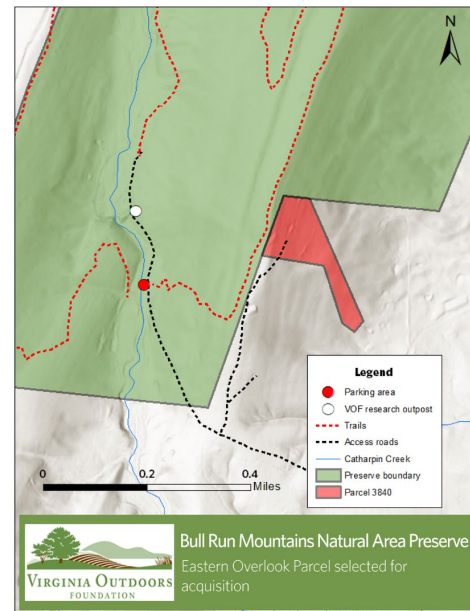 N
Legend
Parking area
VOF research outpost
Trails
Access roads
Catharpin Creek
Preserve boundary
Parcel 3840
0 0.2 0.4
Miles
VIRGINIA OUTDOORS
FOUNDATION
Bull Run Mountains Natural Area Preserve
Eastern Overlook Parcel selected for
acquisition